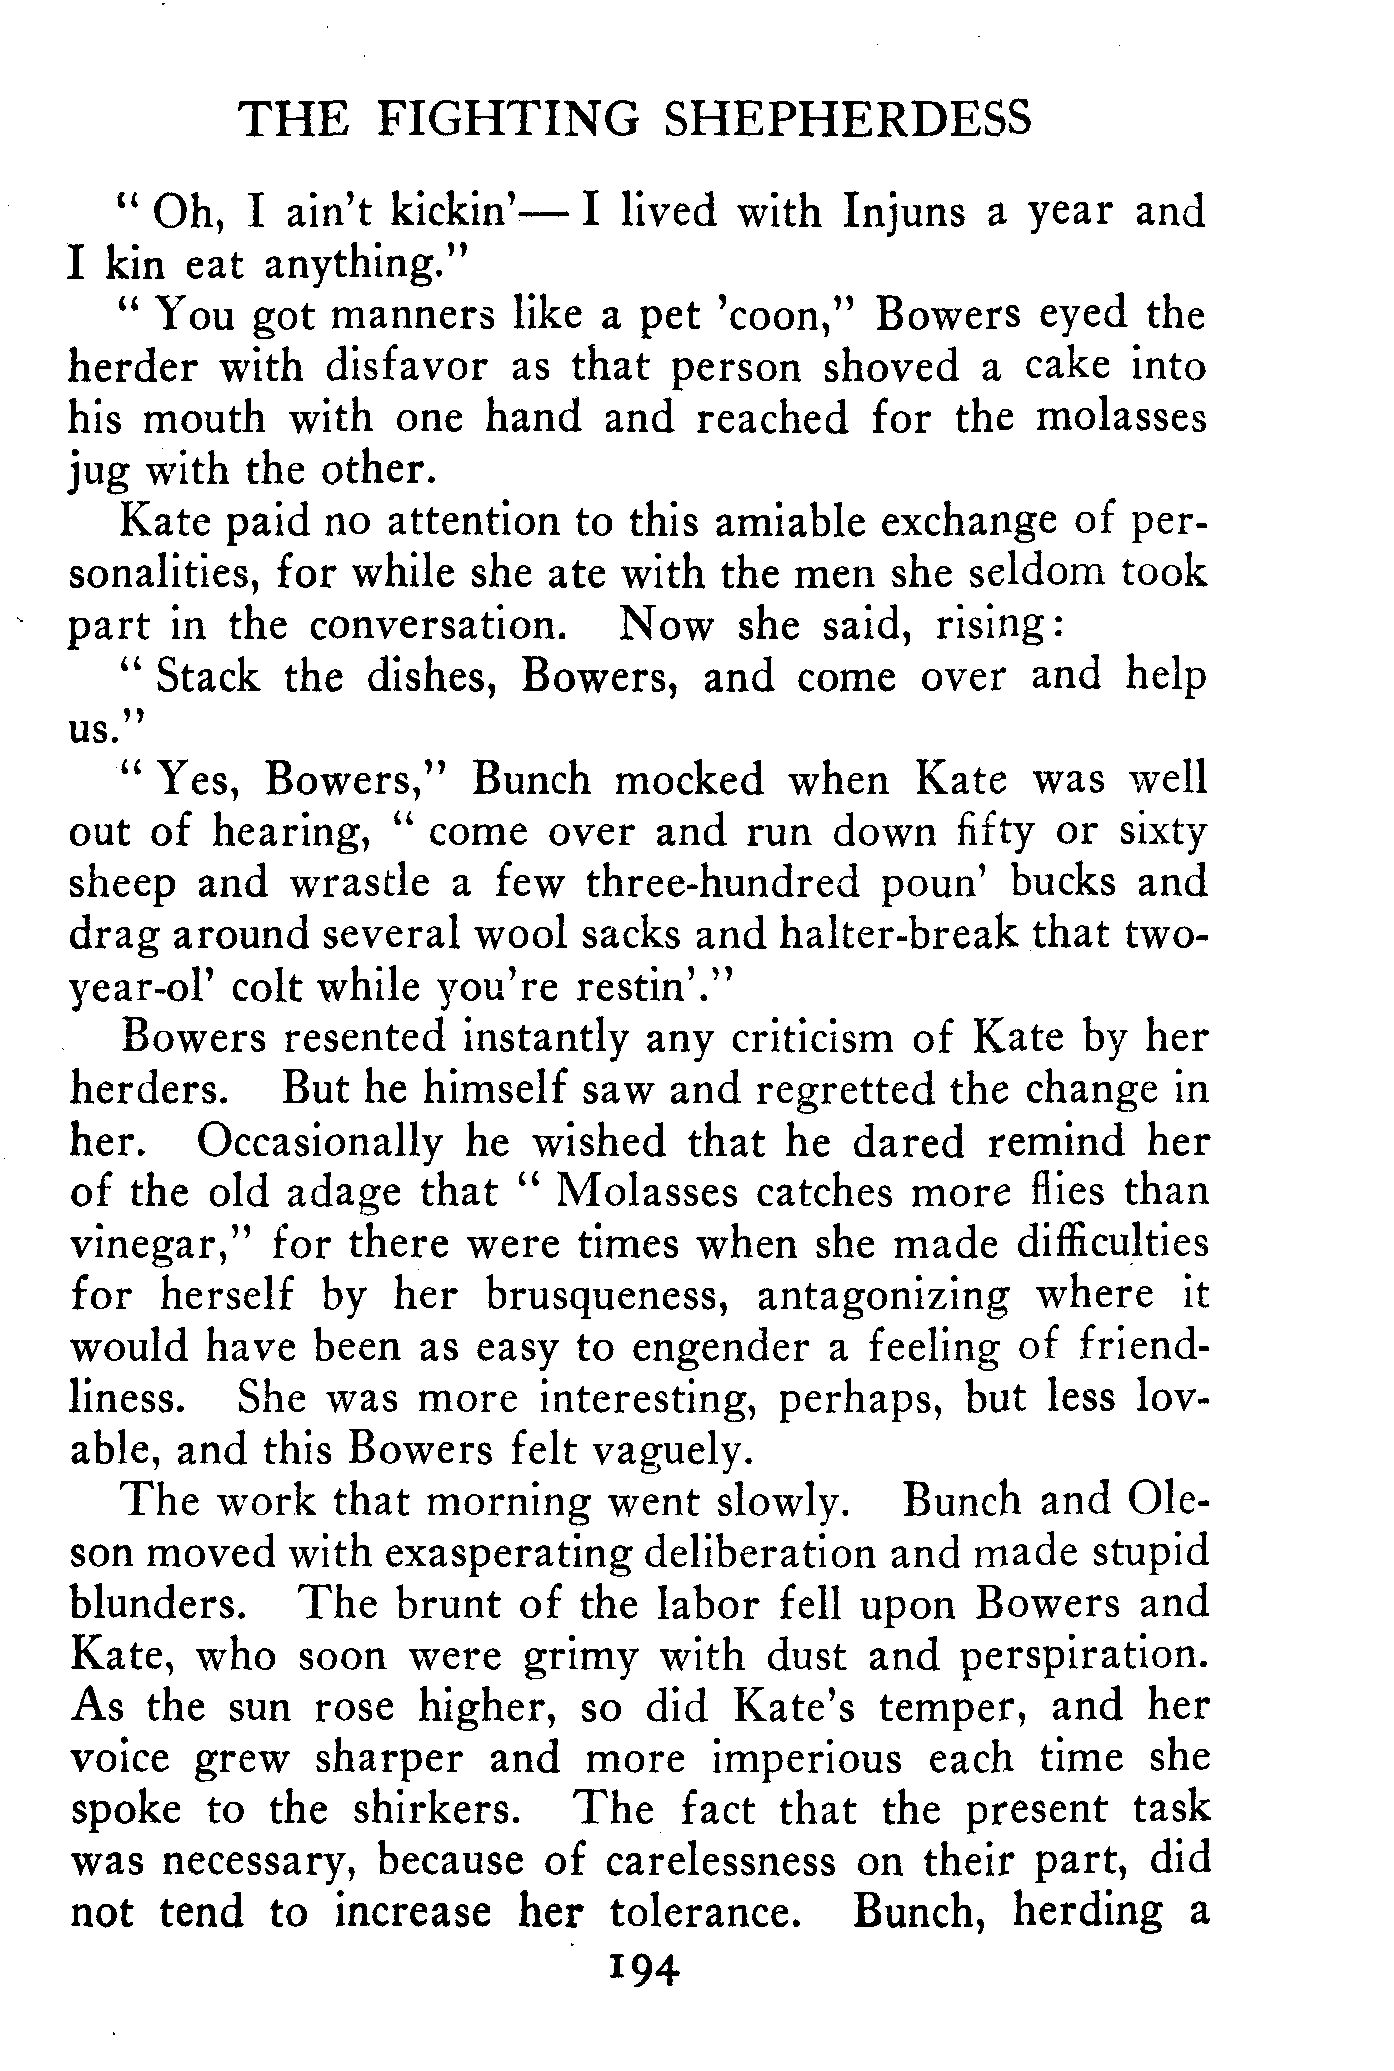 THE FIGHTING SHEPHERDESS
“ Oh, I ain't kickin'— I lived with Injuns a year and
I kin eat anything.”
“ You got manners like a pet 'coon,” Bowers eyed the
herder with disfavor as that person shoved a cake into
his mouth with one hand and reached for the molasses
jug with the other.
Kate paid no attention to this amiable exchange of per-
sonalities, for while she ate with the men she seldom took
part in the conversation. Now she said, rising:
“ Stack the dishes, Bowers, and come over and help
us.”
“ Yes, Bowers,” Bunch mocked when Kate was well
out of hearing, “ come over and run down fifty or sixty
sheep and wrastle a few three-hundred poun' bucks and
drag around several wool sacks and halter-break that two-
year-ol' colt while you're restin'.”
Bowers resented instantly any criticism of Kate by her
herders. But he himself saw and regretted the change in
her. Occasionally he wished that he dared remind her
of the old adage that “ Molasses catches more flies than
vinegar,” for there were times when she made difficulties
for herself by her brusqueness, antagonizing where it
would have been as easy to engender a feeling of friend-
liness. She was more interesting, perhaps, but less lov-
able, and this Bowers felt vaguely.
The work that morning went slowly. Bunch and Ole-
son moved with exasperating deliberation and made stupid
blunders. The brunt of the labor fell upon Bowers and
Kate, who soon were grimy with dust and perspiration.
As the sun rose higher, so did Kate's temper, and her
voice grew sharper and more imperious each time she
spoke to the shirkers. The fact that the present task
was necessary, because of carelessness on their part, did
not tend to increase her tolerance. Bunch, herding a
194